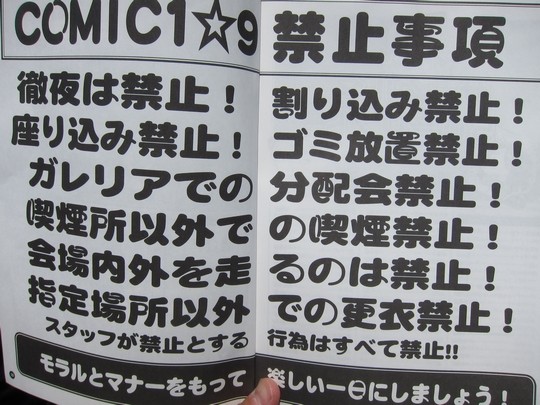 COMIC1☆9 禁止事項
徹夜は禁止！ 割り込み禁止！
座り込み禁止！ ゴミ放置禁止！
ガレリアでの分配会禁止！
喫煙所以外での喫煙禁止！
会場内外を走るのは禁止！
指定場所以外での更衣禁止！
スタッフが禁止とする行為はすべて禁止!!
モラルとマナーをもって楽しい一日にしましょう！